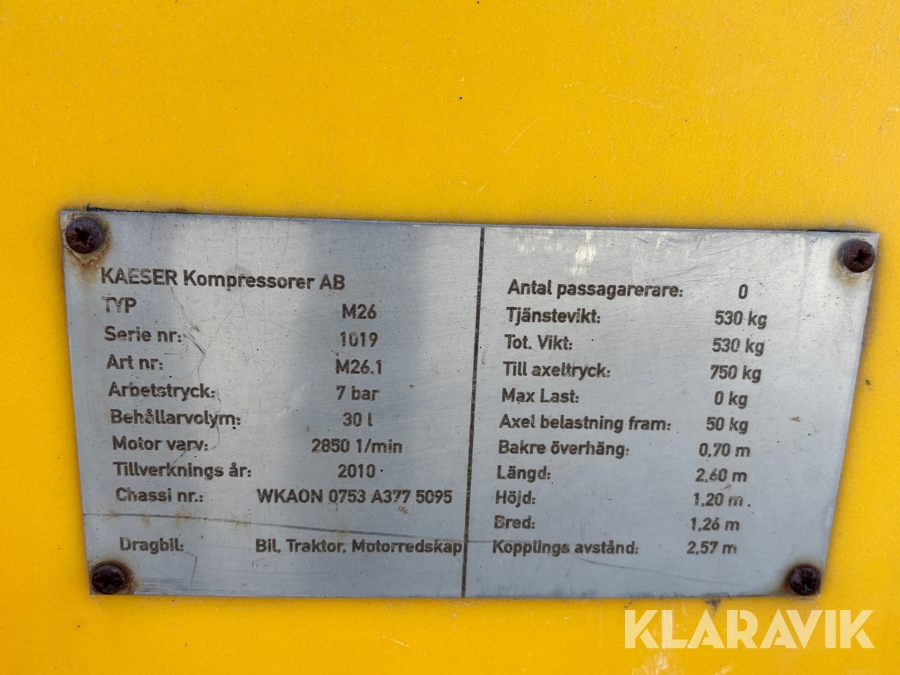 KAESER Kompressorer AB
TYP M26
Serie nr: 1019
Art nr: M26.1
Arbetstryck: 7 bar
Behållarvolym: 30 l
Motor varv: 2850 1/min
Tillverknings år: 2010
Chassi nr.: WKAON 0753 A377 5095
Dragbil: Bil, Traktor, Motorredskap
Antal passagarerare: 0
Tjänstevikt: 530 kg
Tot. Vikt: 530 kg
Till axeltryck: 750 kg
Max Last: 0 kg
Axel belastning fram: 50 kg
Bakre överhäng: 0,70 m
Längd: 2,60 m
Höjd: 1,20 m
Bred: 1,26 m
Kopplings avstånd: 2,57 m
KLARAVIK